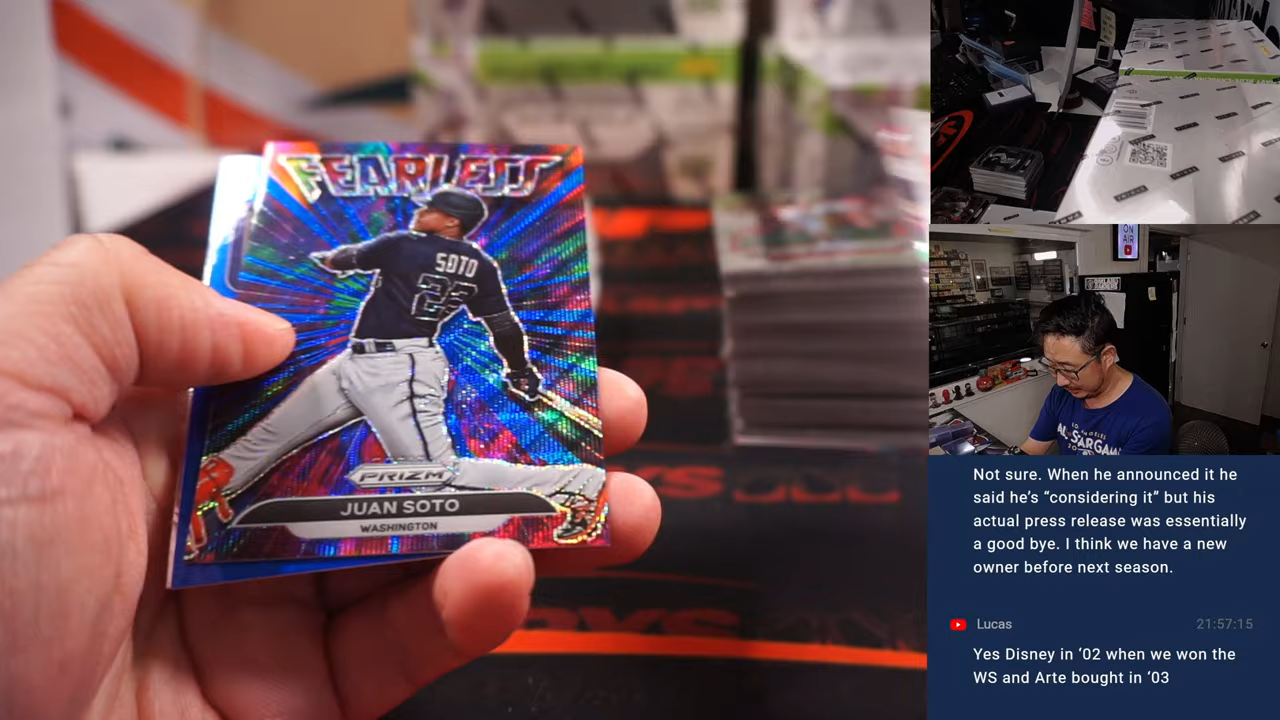 FEARLESS
SOTO
22
PRIZM
JUAN SOTO
WASHINGTON
ON
AIR
Not sure. When he announced it he
said he’s “considering it” but his
actual press release was essentially
a good bye. I think we have a new
owner before next season.
Lucas
21:57:15
Yes Disney in ‘02 when we won the
WS and Arte bought in ‘03